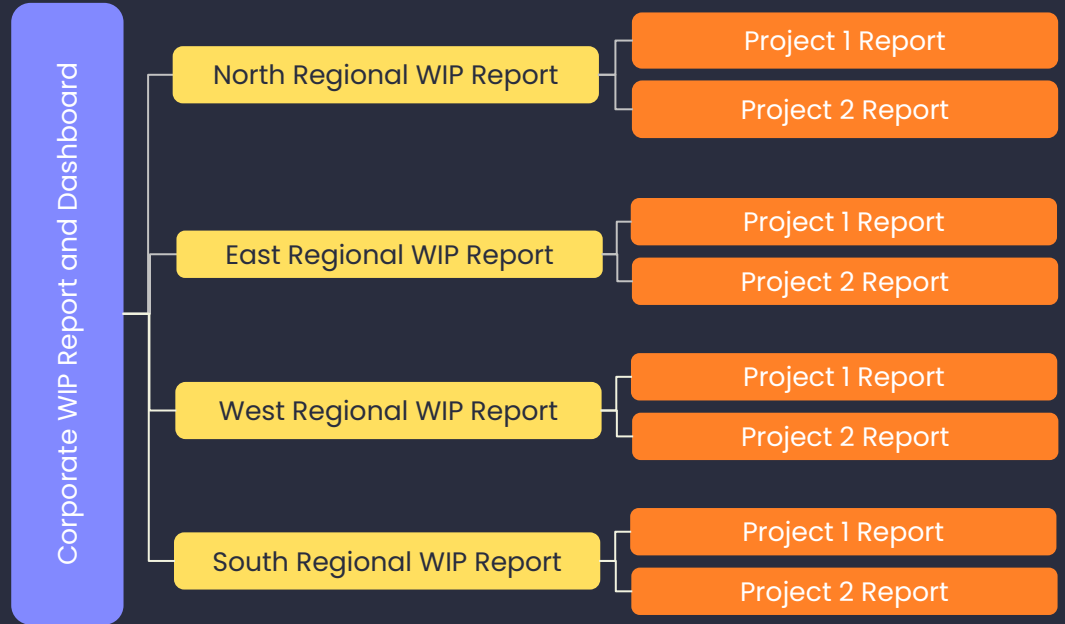 Corporate WIP Report and Dashboard
North Regional WIP Report
Project 1 Report
Project 2 Report
East Regional WIP Report
Project 1 Report
Project 2 Report
West Regional WIP Report
Project 1 Report
Project 2 Report
South Regional WIP Report
Project 1 Report
Project 2 Report